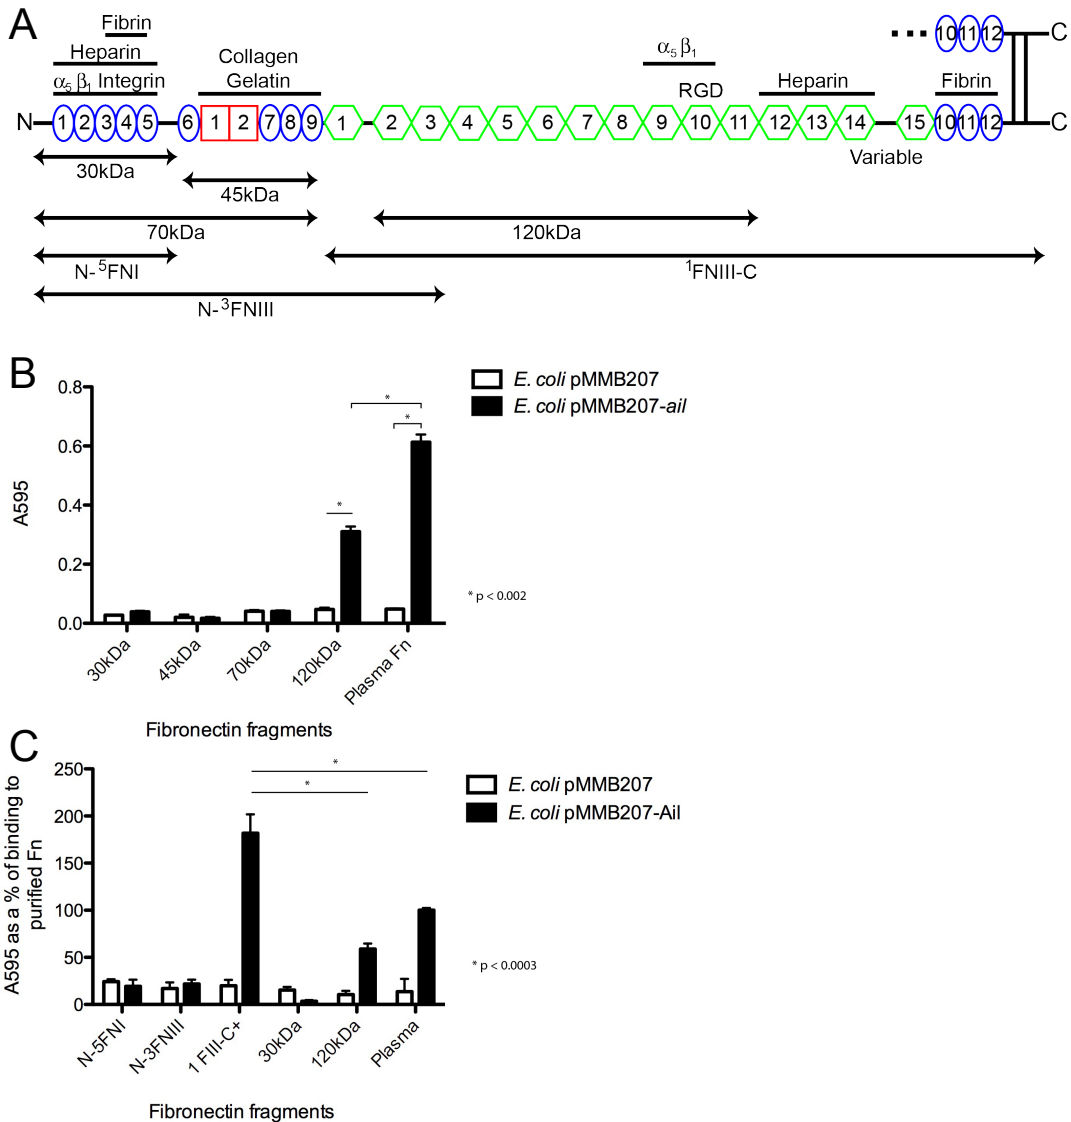 A
Fibrin
Heparin
α5 β1 Integrin
Collagen
Gelatin
α5 β1
RGD
Heparin
Fibrin
10 11 12 C
N 1 2 3 4 5 6 1 2 7 8 9 1 2 3 4 5 6 7 8 9 10 11 12 13 14 15 10 11 12 C
Variable
30kDa
45kDa
70kDa
120kDa
N-5FNI
1FNIII-C
N-3FNIII
B
E. coli pMMB207
E. coli pMMB207-ail
A595
0.8
0.6
0.4
0.2
0.0
*
*
*
* p < 0.002
30kDa
45kDa
70kDa
120kDa
Plasma Fn
Fibronectin fragments
C
E. coli pMMB207
E. coli pMMB207-Ail
A595 as a % of binding to
purified Fn
250
200
150
100
50
0
*
*
* p < 0.0003
N-5FNI
N-3FNIII
1 FIII-C+
30kDa
120kDa
Plasma
Fibronectin fragments